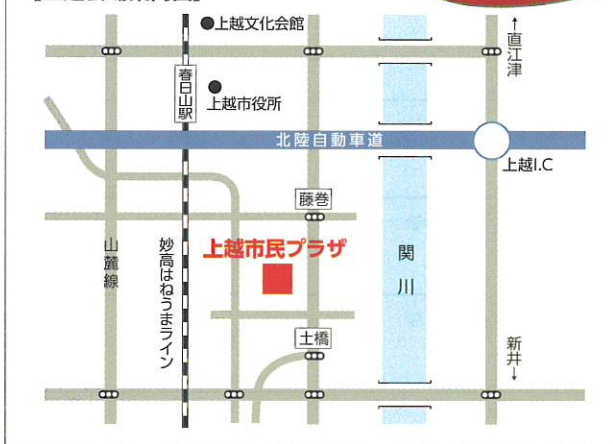 上越文化会館
↑直江津
春日山駅
上越市役所
北陸自動車道
上越I.C
藤巻
上越市民プラザ
山麓線
妙高はねうまライン
関川
土橋
新井↓